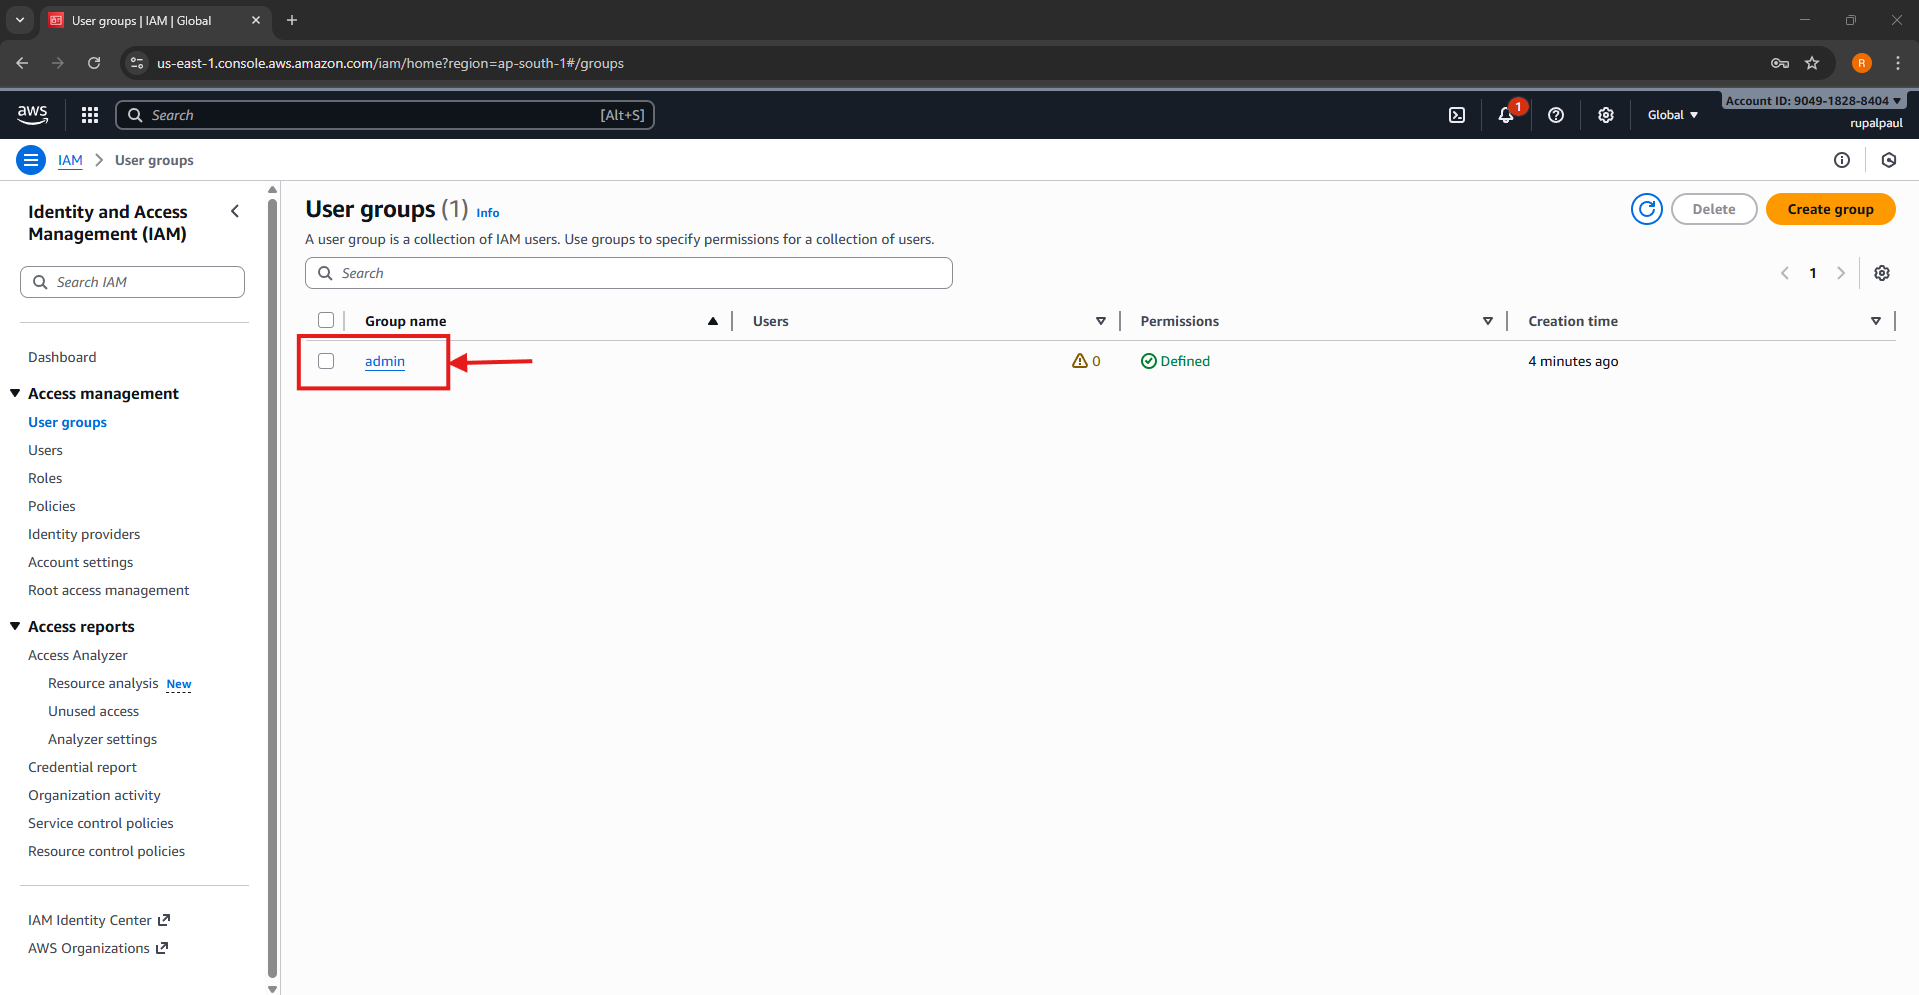 User groups | IAM | Global
us-east-1.console.aws.amazon.com/iam/home?region=ap-south-1#/groups
R
aws
Search
[Alt+S]
1
Global
Account ID: 9049-1828-8404
rupalpaul
IAM
User groups
Identity and Access
Management (IAM)
Search IAM
Dashboard
Access management
User groups
Users
Roles
Policies
Identity providers
Account settings
Root access management
Access reports
Access Analyzer
Resource analysis New
Unused access
Analyzer settings
Credential report
Organization activity
Service control policies
Resource control policies
IAM Identity Center
AWS Organizations
User groups (1) Info
A user group is a collection of IAM users. Use groups to specify permissions for a collection of users.
Delete
Create group
Search
1
Group name Users Permissions Creation time
admin 0 Defined 4 minutes ago